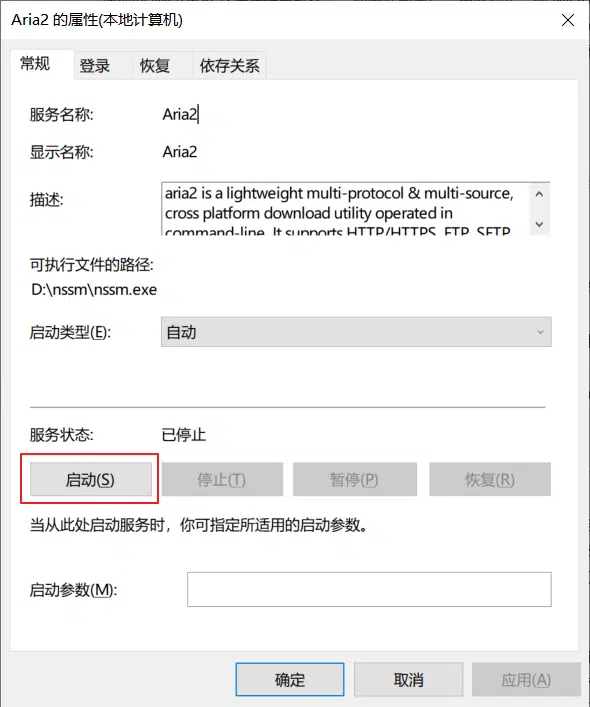 Aria2 的属性(本地计算机)
常规 登录 恢复 依存关系
服务名称: Aria2
显示名称: Aria2
描述: aria2 is a lightweight multi-protocol & multi-source,
cross platform download utility operated in
command-line. It supports HTTP/HTTPS, FTP, SFTP,
可执行文件的路径:
D:\nssm\nssm.exe
启动类型(E): 自动
服务状态: 已停止
启动(S) 停止(T) 暂停(P) 恢复(R)
当从此处启动服务时，你可指定所适用的启动参数。
启动参数(M):
确定 取消 应用(A)